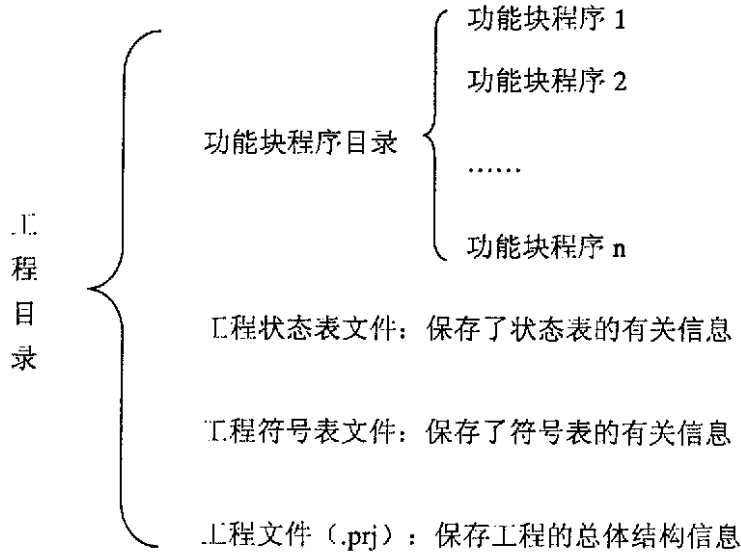 工程目录
功能块程序目录
功能块程序 1
功能块程序 2
……
功能块程序 n
工程状态表文件：保存了状态表的有关信息
工程符号表文件：保存了符号表的有关信息
工程文件（.prj）：保存工程的总体结构信息